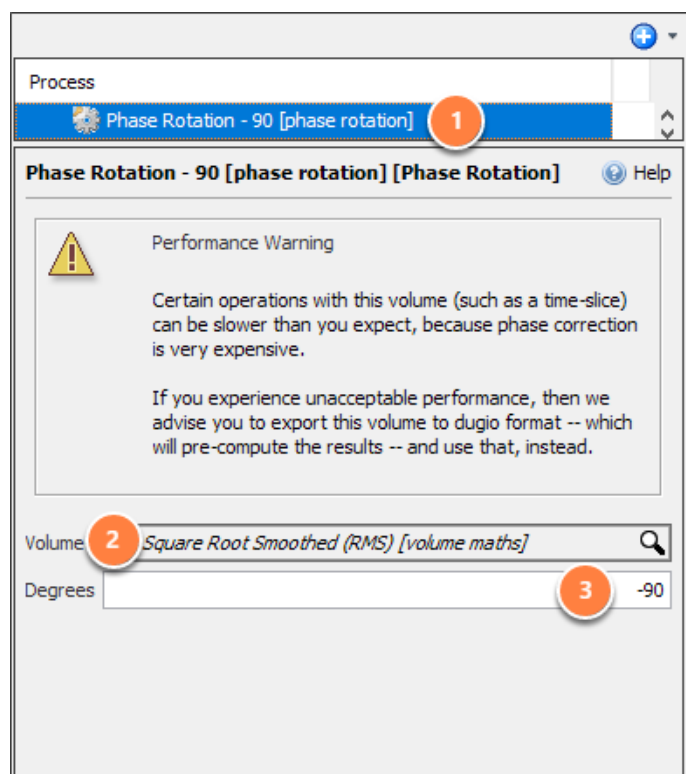 Process
Phase Rotation - 90 [phase rotation] 1
Phase Rotation - 90 [phase rotation] [Phase Rotation] Help
Performance Warning
Certain operations with this volume (such as a time-slice)
can be slower than you expect, because phase correction
is very expensive.
If you experience unacceptable performance, then we
advise you to export this volume to dugio format -- which
will pre-compute the results -- and use that, instead.
Volume 2 Square Root Smoothed (RMS) [volume maths]
Degrees 3 -90